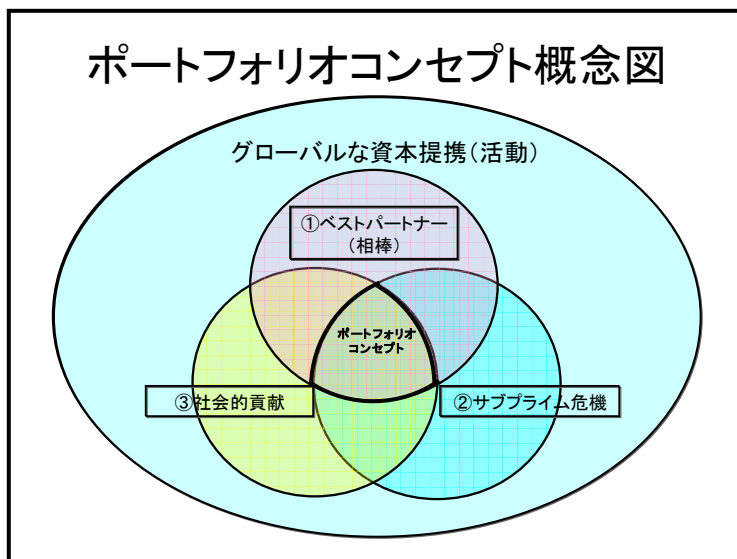 ポートフォリオコンセプト概念図
グローバルな資本提携(活動)
①ベストパートナー
(相棒)
ポートフォリオ
コンセプト
③社会的貢献
②サブプライム危機